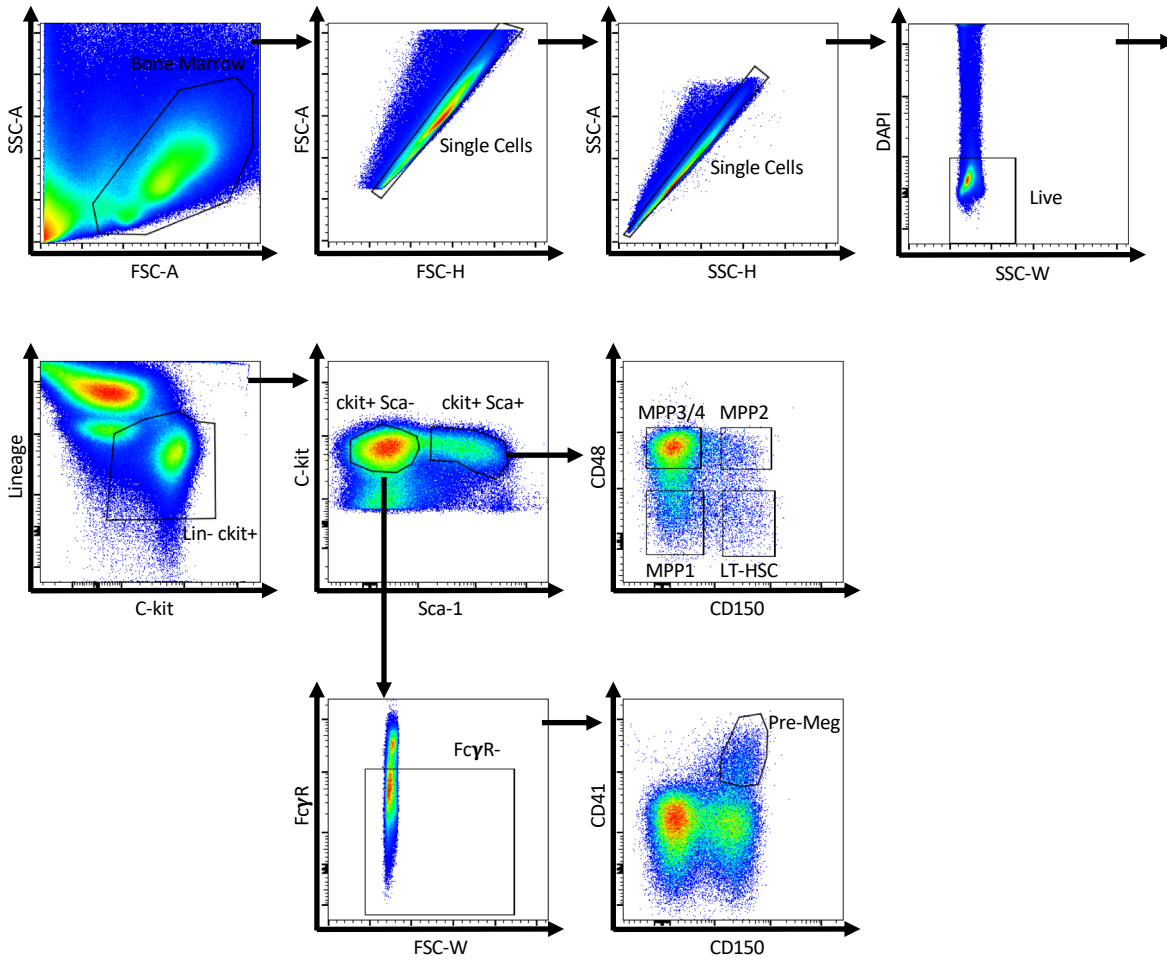 SSC-A
Bone Marrow
FSC-A
FSC-A
Single Cells
FSC-H
SSC-A
Single Cells
SSC-H
DAPI
Live
SSC-W
Lineage
Lin- ckit+
C-kit
ckit+ Sca-
ckit+ Sca+
C-kit
Sca-1
MPP3/4
MPP2
CD48
MPP1
LT-HSC
CD150
FcγR-
FcγR
FSC-W
Pre-Meg
CD41
CD150